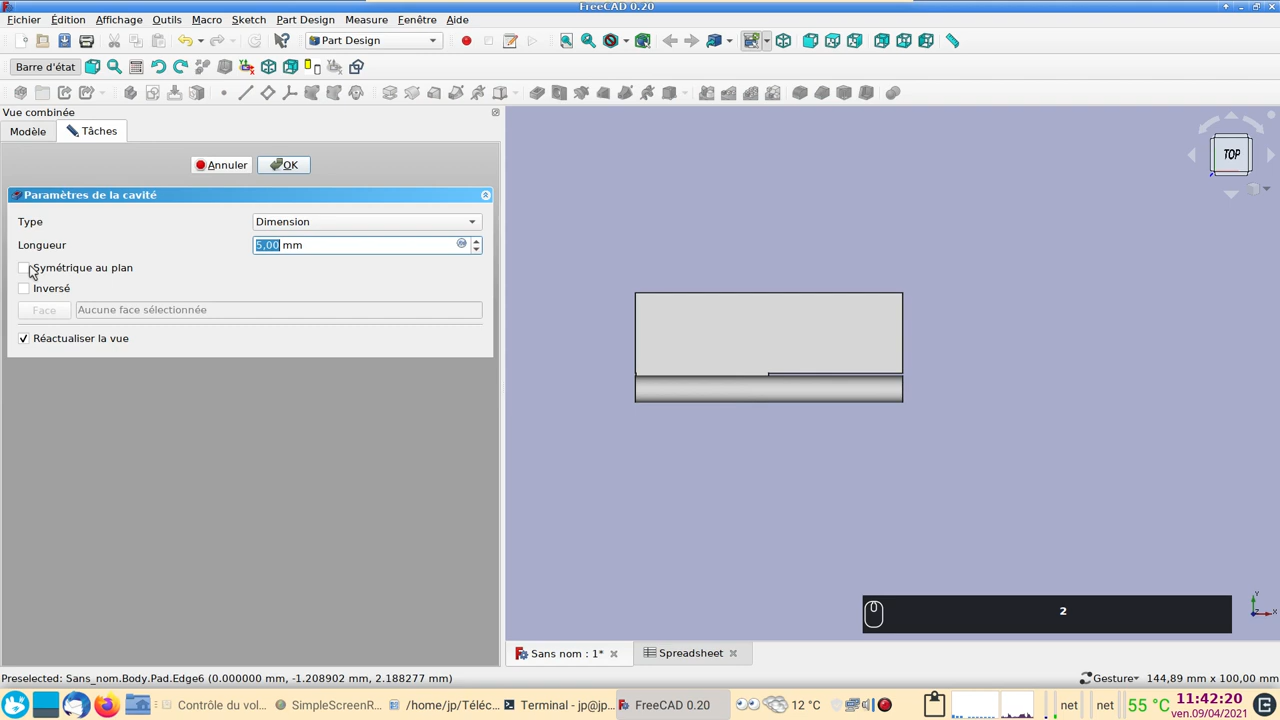 FreeCAD 0.20
Fichier Édition Affichage Outils Macro Sketch Part Design Measure Fenêtre Aide
Part Design
Barre d'état
Vue combinée
Modèle Tâches
Annuler OK
Paramètres de la cavité
Type Dimension
Longueur 5,00 mm
Symétrique au plan
Inversé
Face Aucune face sélectionnée
Réactualiser la vue
TOP
2
Y
X
Sans nom : 1* Spreadsheet
Preselected: Sans_nom.Body.Pad.Edge6 (0.000000 mm, -1.208902 mm, 2.188277 mm) Gesture 144,89 mm x 100,00 mm
Contrôle du vol... SimpleScreenR... /home/jp/Téléc... Terminal - jp@jp... FreeCAD 0.20 12 °C net net 55 °C 11:42:20
ven.09/04/2021